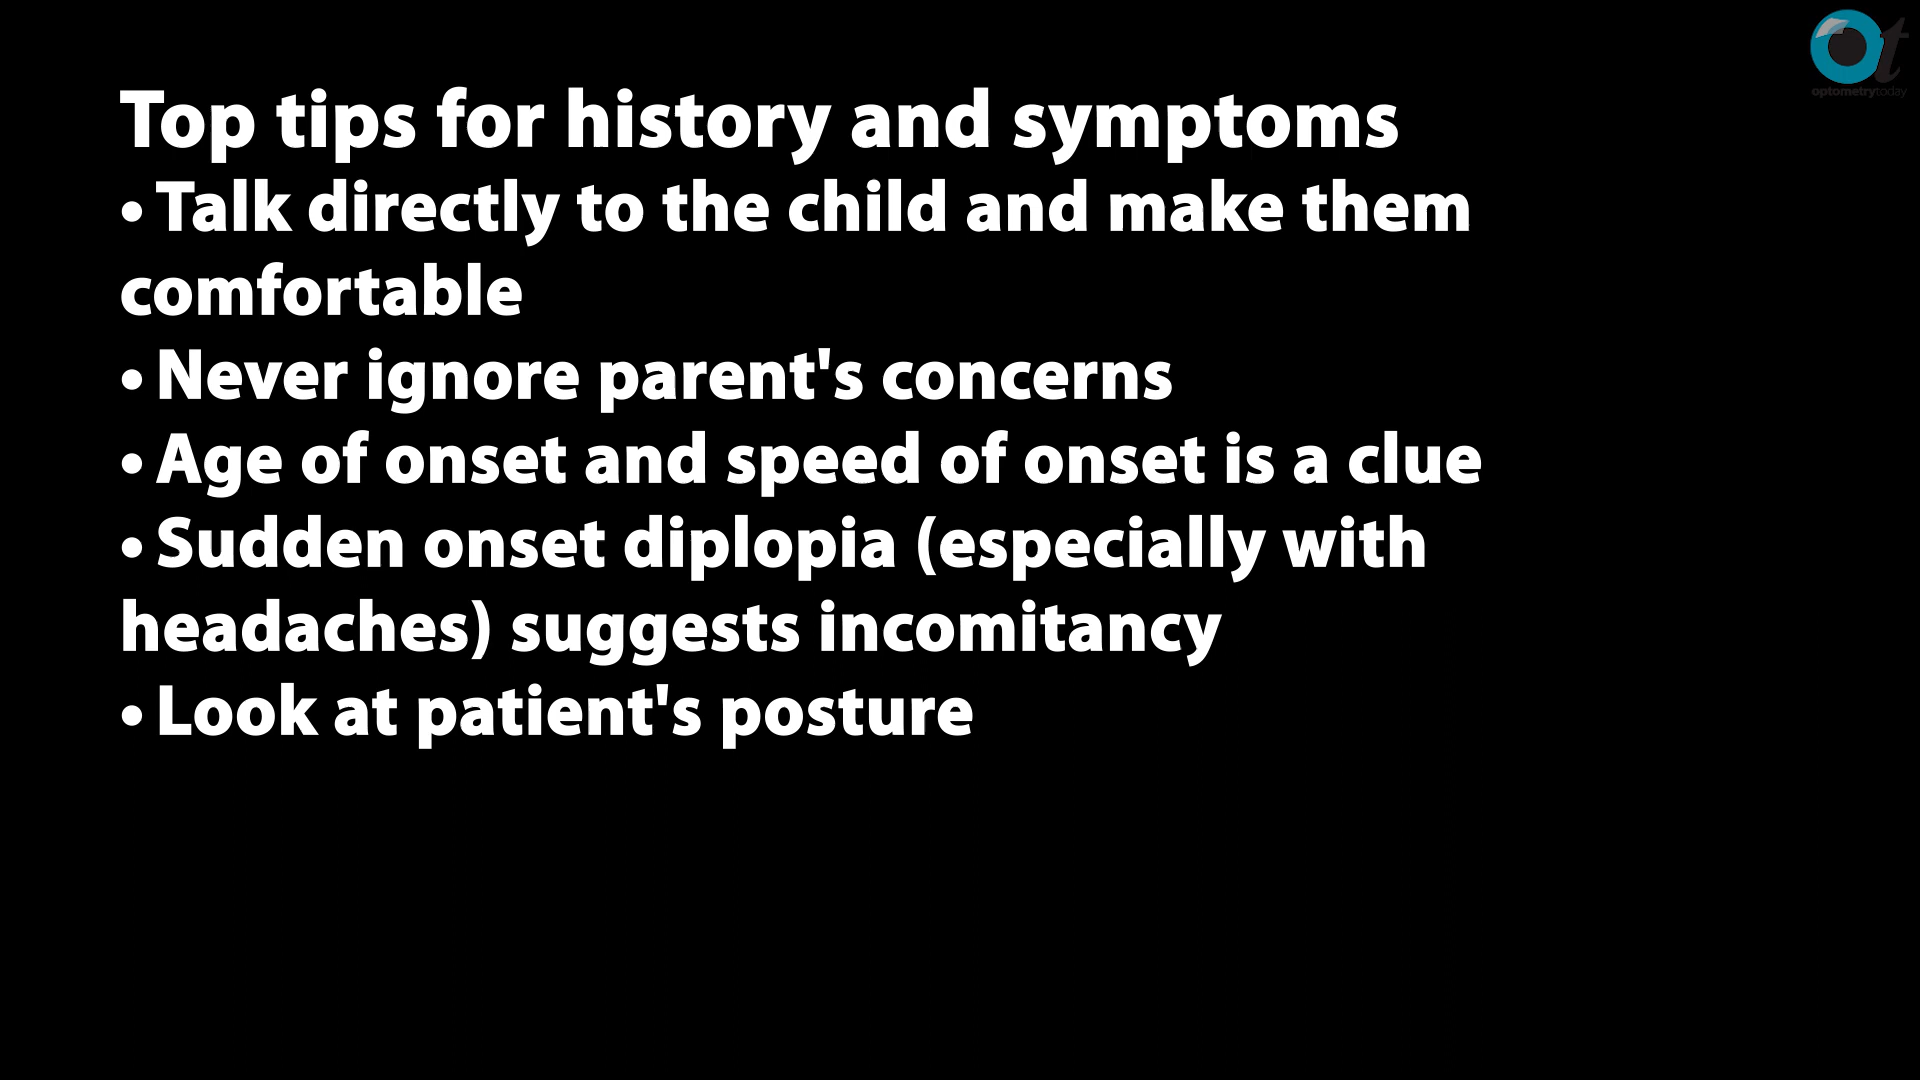 Top tips for history and symptoms
• Talk directly to the child and make them
comfortable
• Never ignore parent's concerns
• Age of onset and speed of onset is a clue
• Sudden onset diplopia (especially with
headaches) suggests incomitancy
• Look at patient's posture
Ot
optometrytoday